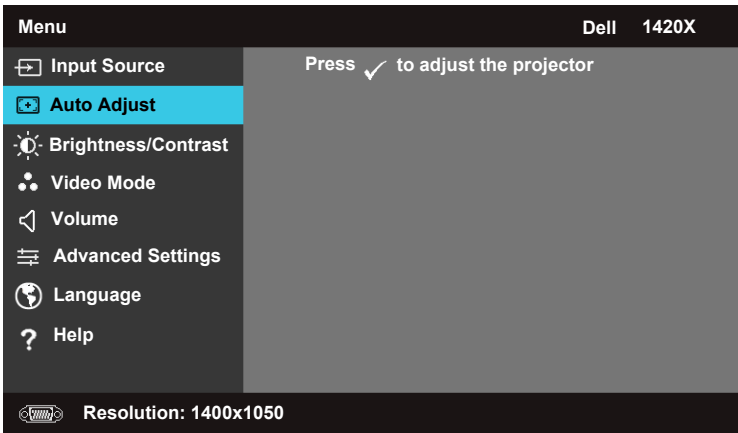 Menu Dell 1420X
Input Source
Press ✓ to adjust the projector
Auto Adjust
Brightness/Contrast
Video Mode
Volume
Advanced Settings
Language
? Help
Resolution: 1400x1050